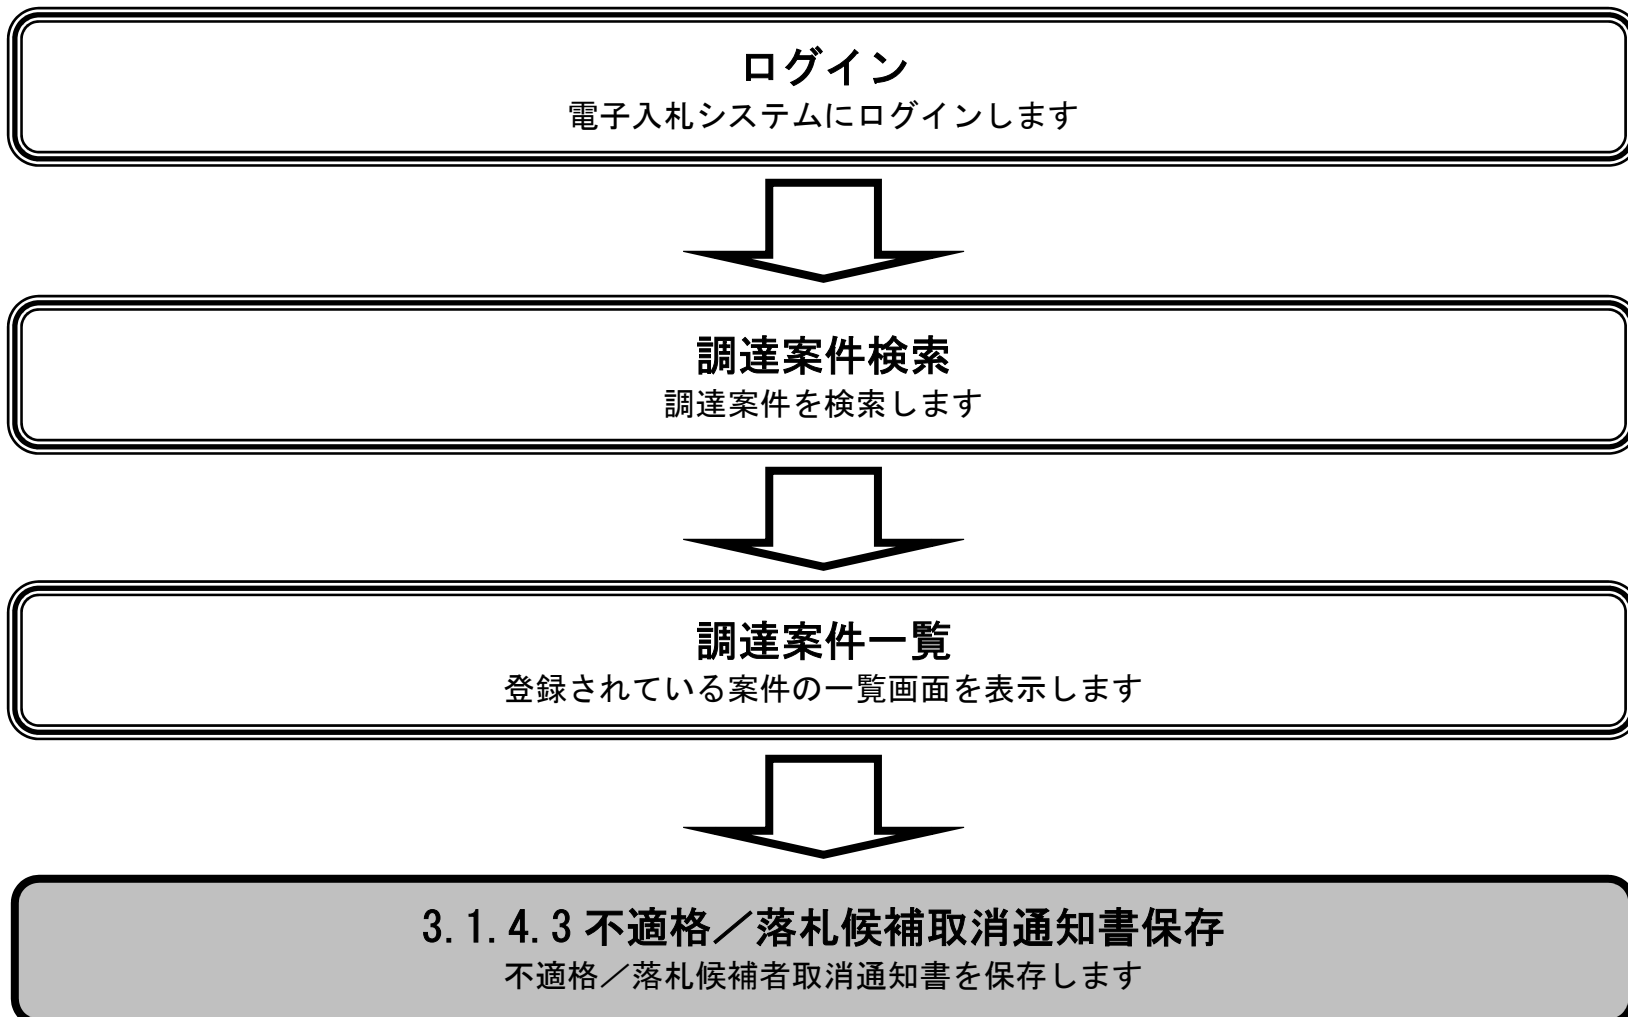 ログイン
電子入札システムにログインします
調達案件検索
調達案件を検索します
調達案件一覧
登録されている案件の一覧画面を表示します
3.1.4.3 不適格／落札候補取消通知書保存
不適格／落札候補者取消通知書を保存します